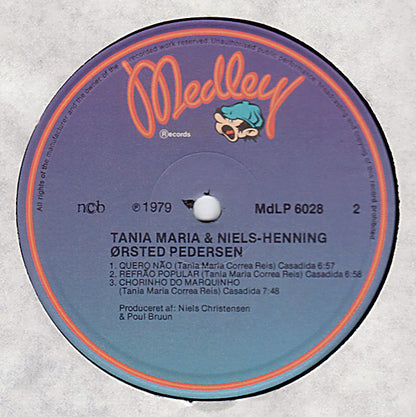 All rights of the manufacturer and the owner of the recorded work reserved. Unauthorised public performance, broadcasting and copying of this record prohibited
Medley
Records
ncb ℗ 1979 MdLP 6028 2
TANIA MARIA & NIELS-HENNING
ØRSTED PEDERSEN
1. QUERO NÃO (Tania Maria Correa Reis) Casadida 6:57
2. REFRÃO POPULAR (Tania Maria Correa Reis) Casadida 6:58
3. CHORINHO DO MARQUINHO
(Tania Maria Correa Reis) Casadida 7:48
Produceret af: Niels Christensen
& Poul Bruun